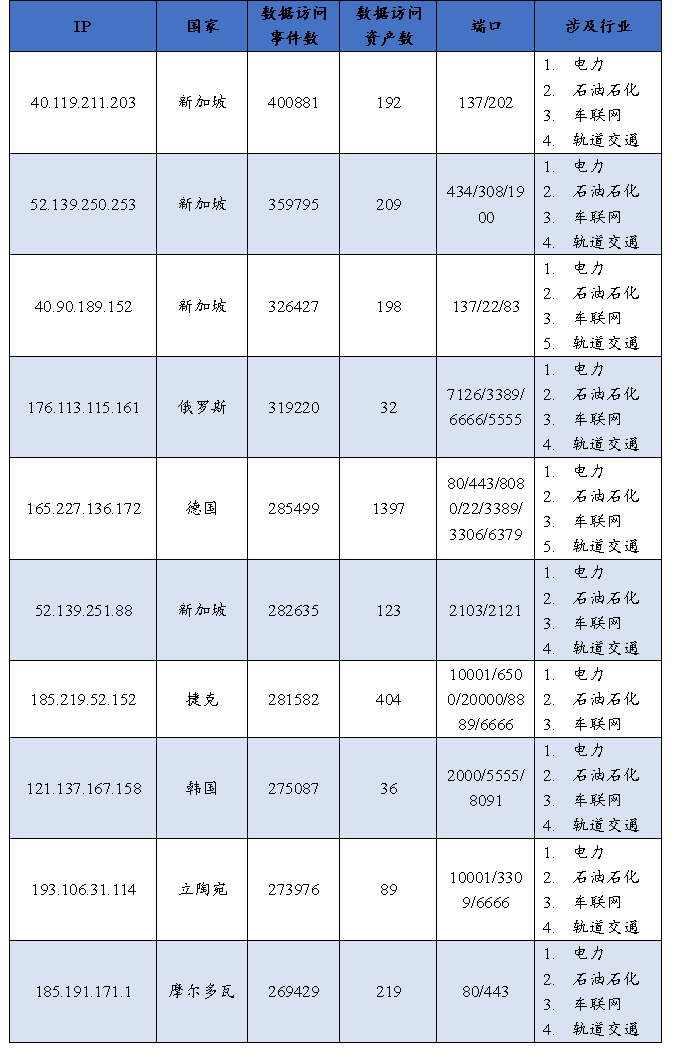 IP 国家 数据访问事件数 数据访问资产数 端口 涉及行业
40.119.211.203 新加坡 400881 192 137/202
1. 电力
2. 石油石化
3. 车联网
4. 轨道交通
52.139.250.253 新加坡 359795 209 434/308/1900
1. 电力
2. 石油石化
3. 车联网
4. 轨道交通
40.90.189.152 新加坡 326427 198 137/22/83
1. 电力
2. 石油石化
3. 车联网
5. 轨道交通
176.113.115.161 俄罗斯 319220 32 7126/3389/6666/5555
1. 电力
2. 石油石化
3. 车联网
4. 轨道交通
165.227.136.172 德国 285499 1397 80/443/8080/22/3389/3306/6379
1. 电力
2. 石油石化
3. 车联网
5. 轨道交通
52.139.251.88 新加坡 282635 123 2103/2121
1. 电力
2. 石油石化
3. 车联网
4. 轨道交通
185.219.52.152 捷克 281582 404 10001/6500/20000/8889/6666
1. 电力
2. 石油石化
3. 车联网
121.137.167.158 韩国 275087 36 2000/5555/8091
1. 电力
2. 石油石化
3. 车联网
4. 轨道交通
193.106.31.114 立陶宛 273976 89 10001/3309/6666
1. 电力
2. 石油石化
3. 车联网
4. 轨道交通
185.191.171.1 摩尔多瓦 269429 219 80/443
1. 电力
2. 石油石化
3. 车联网
4. 轨道交通